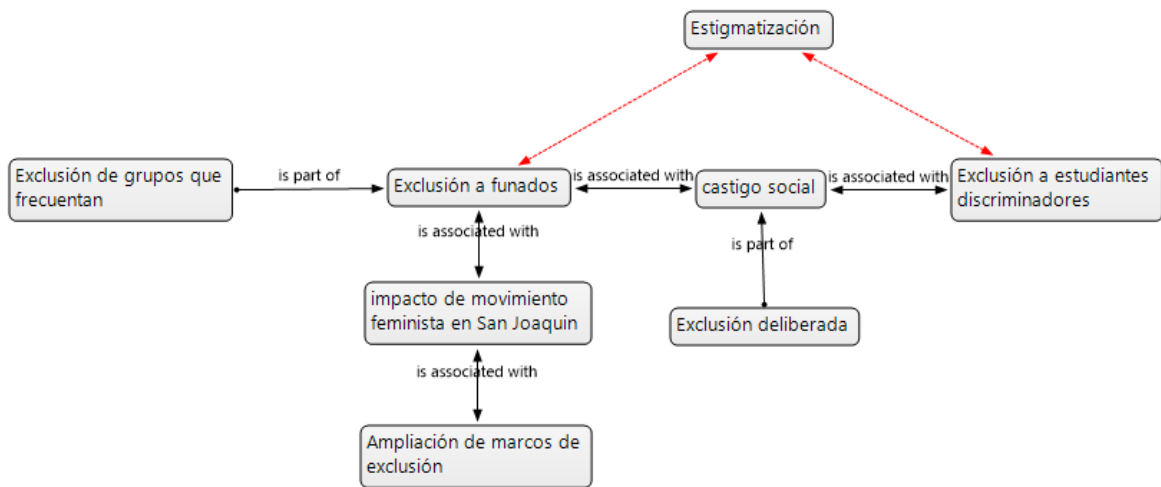 Estigmatización
Exclusión de grupos que
frecuentan
is part of
Exclusión a funados
is associated with
castigo social
is associated with
Exclusión a estudiantes
discriminadores
is associated with
is part of
impacto de movimiento
feminista en San Joaquin
Exclusión deliberada
is associated with
Ampliación de marcos de
exclusión